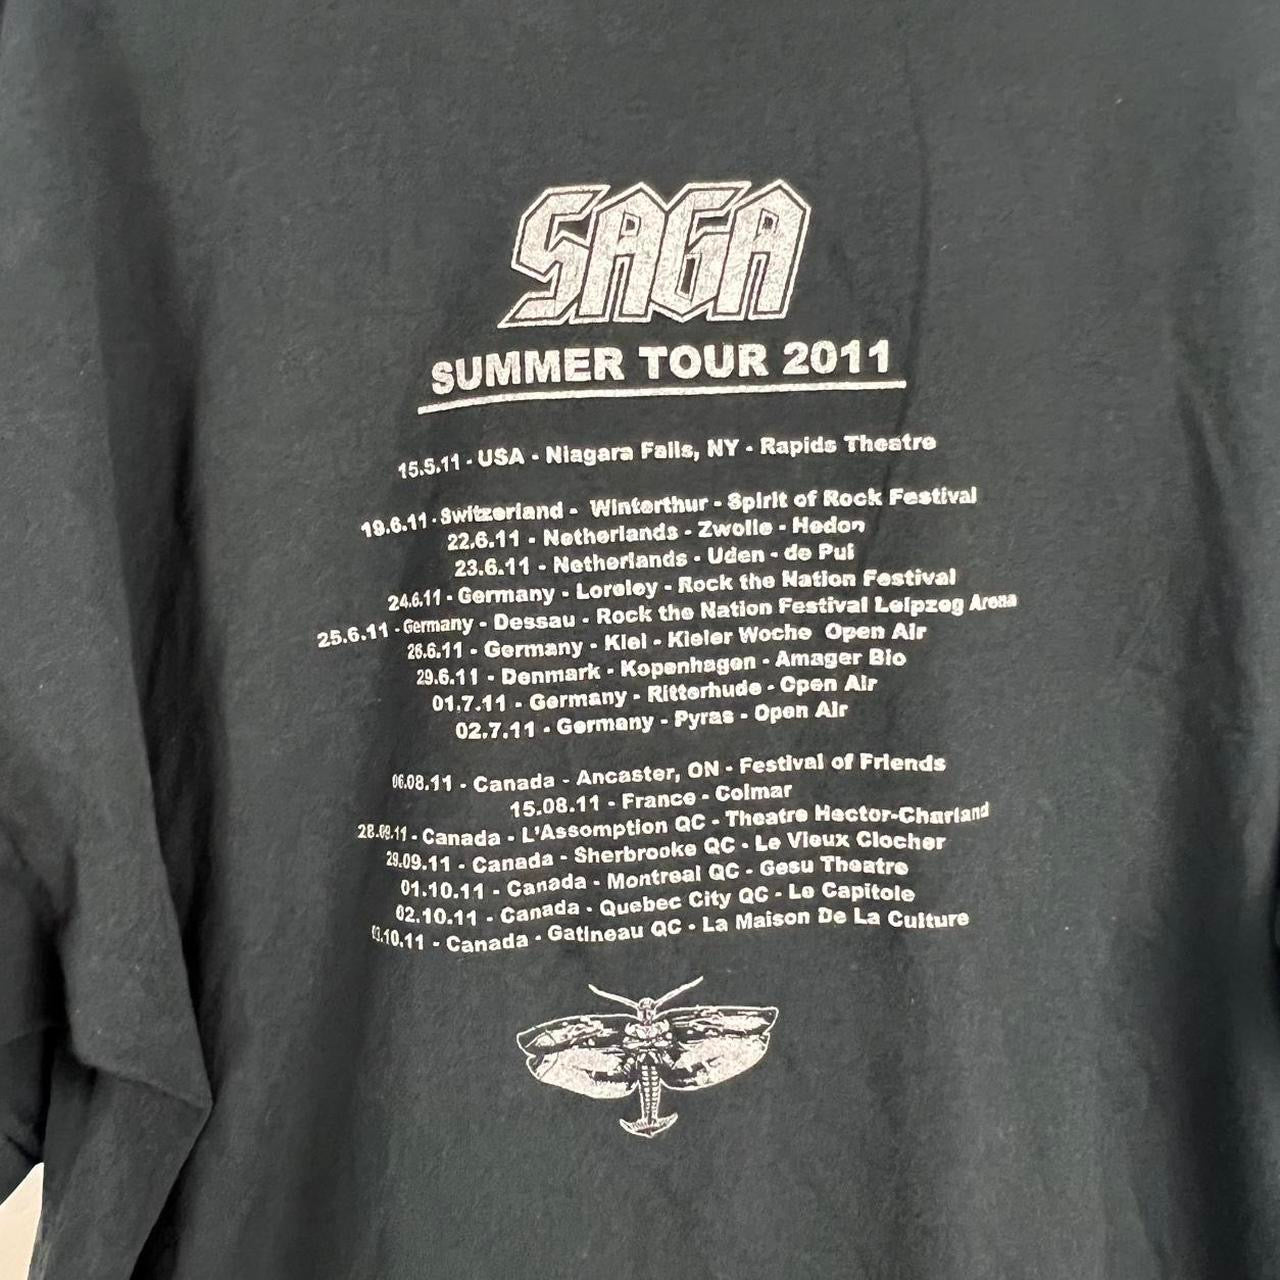 SAGA
SUMMER TOUR 2011
15.5.11 - USA - Niagara Falls, NY - Rapids Theatre
19.6.11 - Switzerland - Winterthur - Spirit of Rock Festival
22.6.11 - Netherlands - Zwolle - Hedon
23.6.11 - Netherlands - Uden - de Pul
24.6.11 - Germany - Loreley - Rock the Nation Festival
25.6.11 - Germany - Dessau - Rock the Nation Festival Leipzeg Arena
26.6.11 - Germany - Kiel - Kieler Woche Open Air
29.6.11 - Denmark - Kopenhagen - Amager Bio
01.7.11 - Germany - Ritterhude - Open Air
02.7.11 - Germany - Pyras - Open Air
06.08.11 - Canada - Ancaster, ON - Festival of Friends
15.08.11 - France - Colmar
28.09.11 - Canada - L'Assomption QC - Theatre Hector-Charland
29.09.11 - Canada - Sherbrooke QC - Le Vieux Clocher
01.10.11 - Canada - Montreal QC - Gesu Theatre
02.10.11 - Canada - Quebec City QC - Le Capitole
03.10.11 - Canada - Gatineau QC - La Maison De La Culture